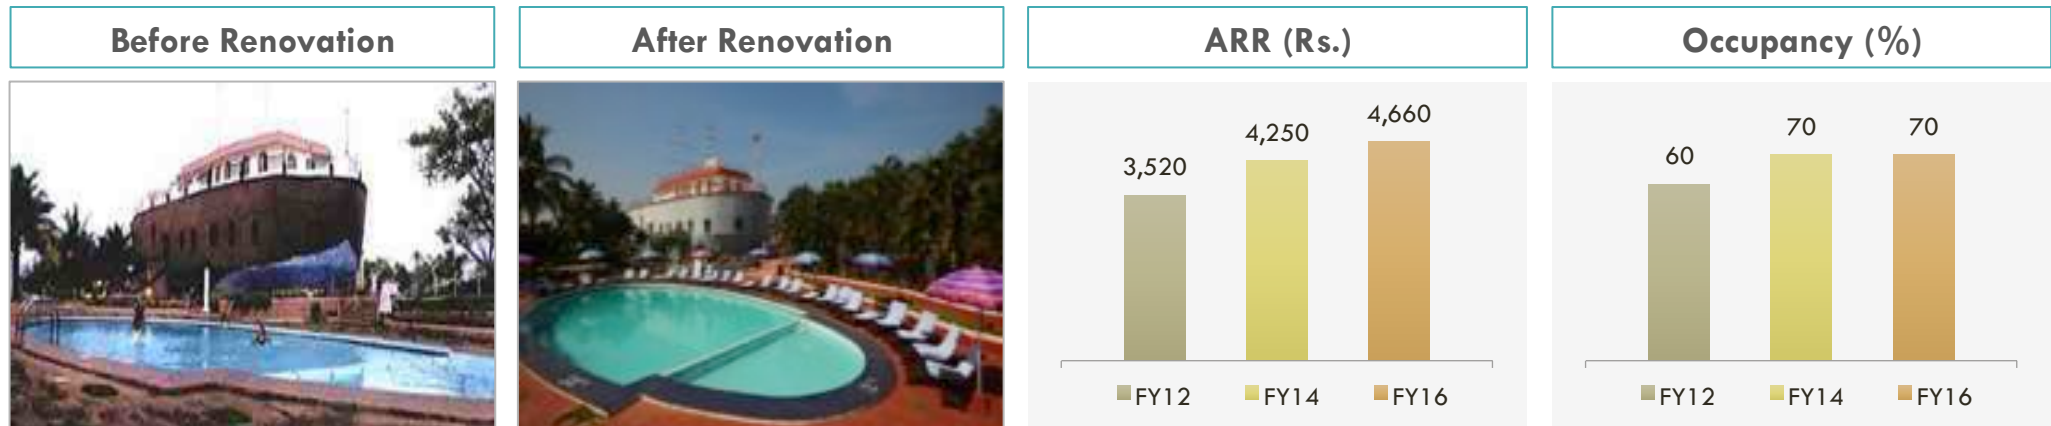 Before Renovation
After Renovation
ARR (Rs.)
Occupancy (%)
3,520
4,250
4,660
FY12 FY14 FY16
60
70
70
FY12 FY14 FY16